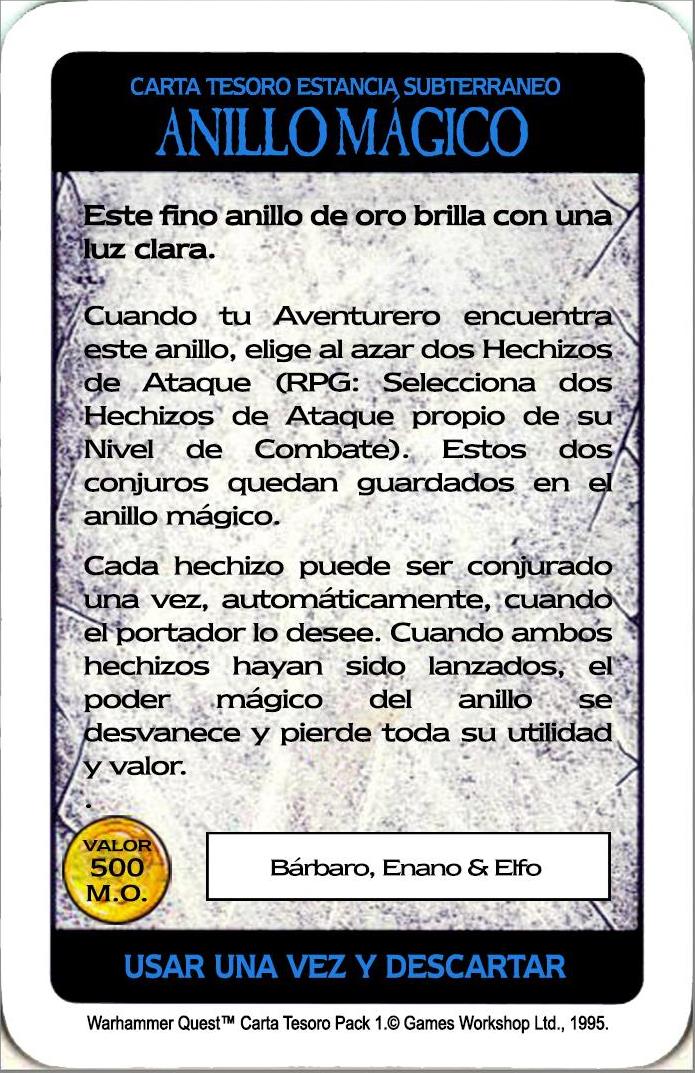 CARTA TESORO ESTANCIA SUBTERRANEO
ANILLO MÁGICO
Este fino anillo de oro brilla con una
luz clara.
Cuando tu Aventurero encuentra
este anillo, elige al azar dos Hechizos
de Ataque (RPG: Selecciona dos
Hechizos de Ataque propio de su
Nivel de Combate). Estos dos
conjuros quedan guardados en el
anillo mágico.
Cada hechizo puede ser conjurado
una vez, automáticamente, cuando
el portador lo desee. Cuando ambos
hechizos hayan sido lanzados, el
poder mágico del anillo se
desvanece y pierde toda su utilidad
y valor.
.
VALOR
500
M.O.
Bárbaro, Enano & Elfo
USAR UNA VEZ Y DESCARTAR
Warhammer Quest™ Carta Tesoro Pack 1.© Games Workshop Ltd., 1995.